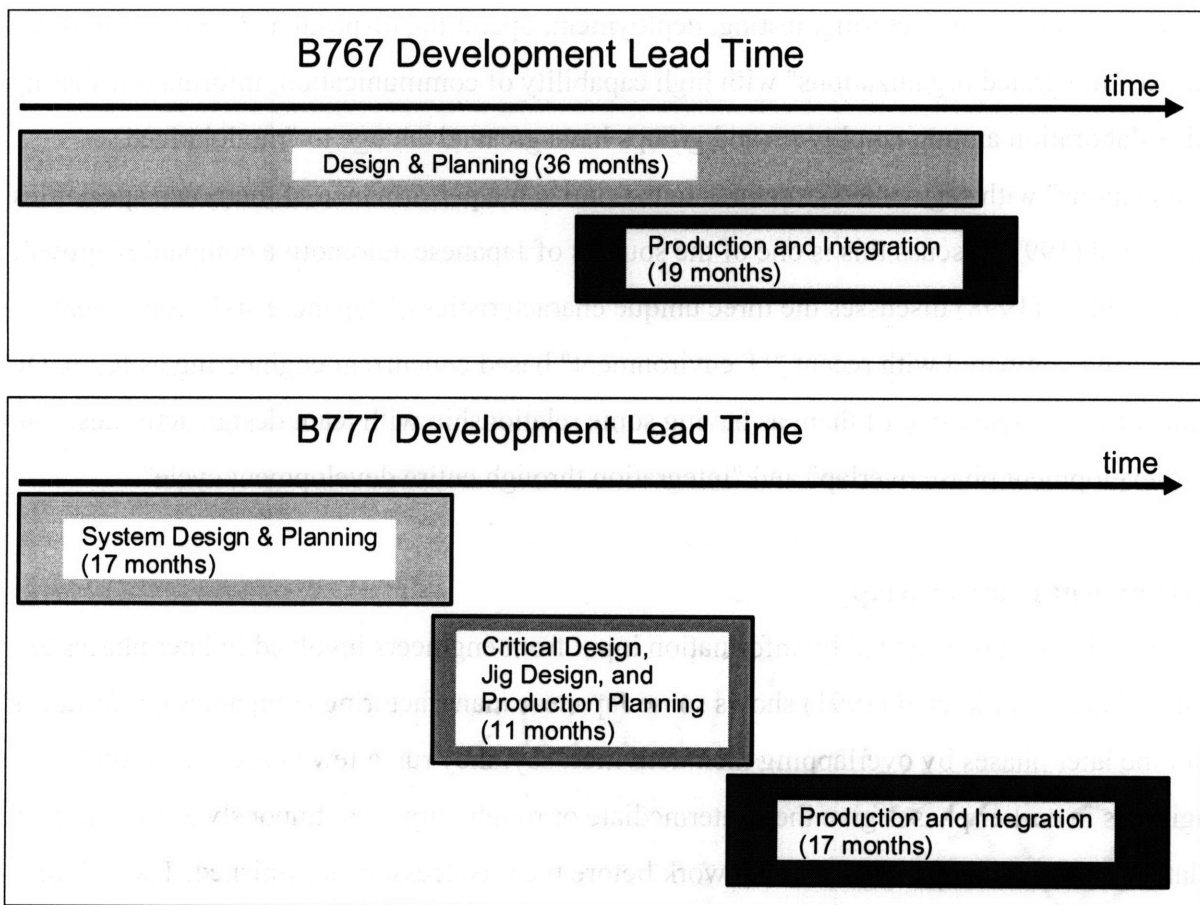 B767 Development Lead Time
time
Design & Planning (36 months)
Production and Integration
(19 months)
B777 Development Lead Time
time
System Design & Planning
(17 months)
Critical Design,
Jig Design, and
Production Planning
(11 months)
Production and Integration
(17 months)